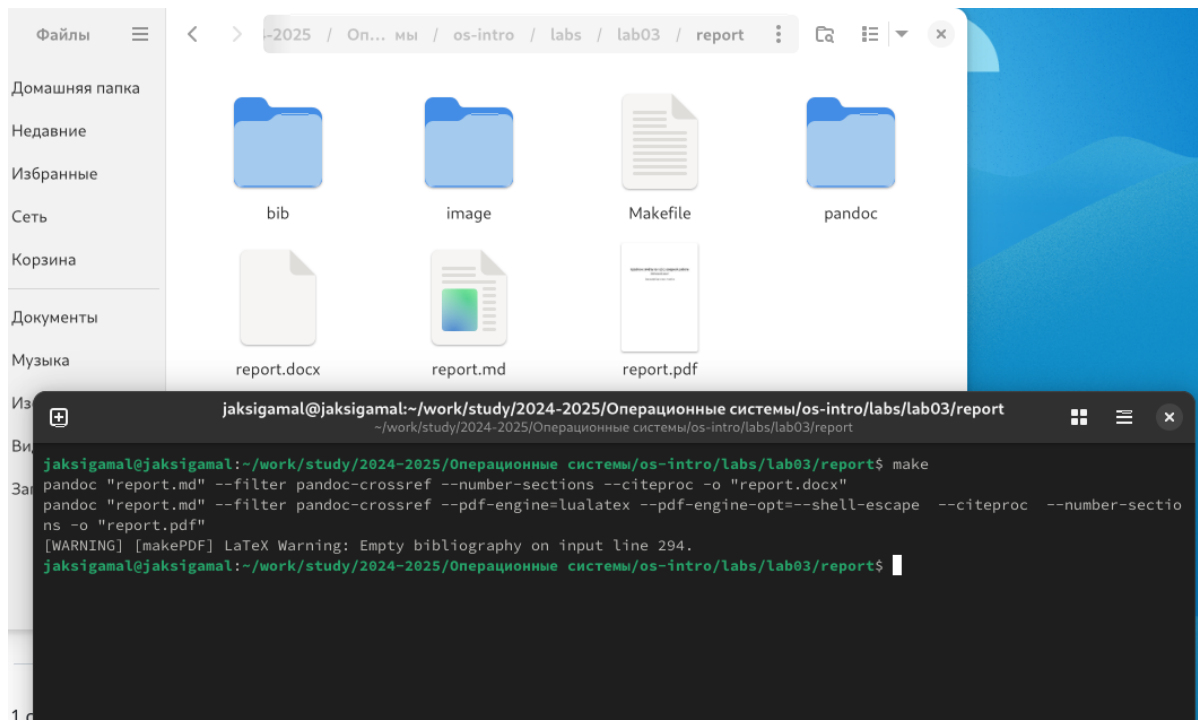 Файлы
-2025 / Оп... мы / os-intro / labs / lab03 / report
Домашняя папка
Недавние
Избранные
Сеть
Корзина
Документы
Музыка
bib
image
Makefile
pandoc
report.docx
report.md
report.pdf
jaksigamal@jaksigamal:~/work/study/2024-2025/Операционные системы/os-intro/labs/lab03/report
~/work/study/2024-2025/Операционные системы/os-intro/labs/lab03/report
jaksigamal@jaksigamal:~/work/study/2024-2025/Операционные системы/os-intro/labs/lab03/report$ make
pandoc "report.md" --filter pandoc-crossref --number-sections --citeproc -o "report.docx"
pandoc "report.md" --filter pandoc-crossref --pdf-engine=lualatex --pdf-engine-opt=--shell-escape  --citeproc  --number-sectio
ns -o "report.pdf"
[WARNING] [makePDF] LaTeX Warning: Empty bibliography on input line 294.
jaksigamal@jaksigamal:~/work/study/2024-2025/Операционные системы/os-intro/labs/lab03/report$